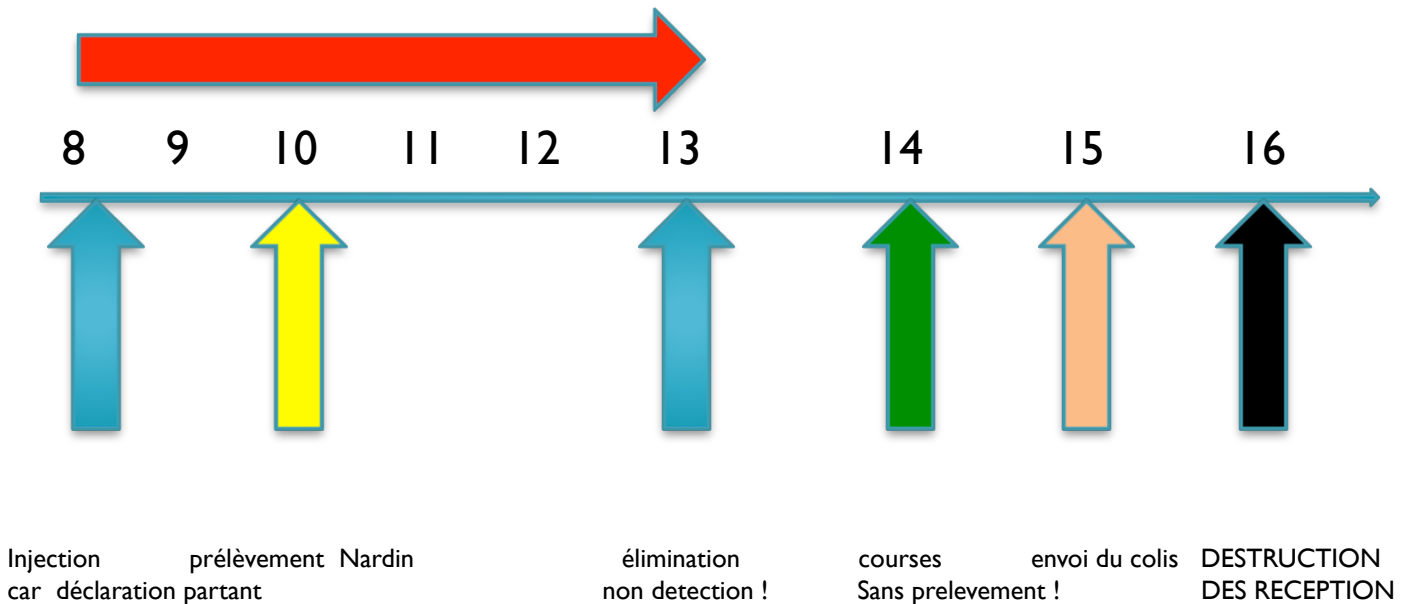 8 9 10 11 12 13 14 15 16
Injection prélèvement Nardin élimination courses envoi du colis DESTRUCTION
car déclaration partant non detection ! Sans prelevement ! DES RECEPTION